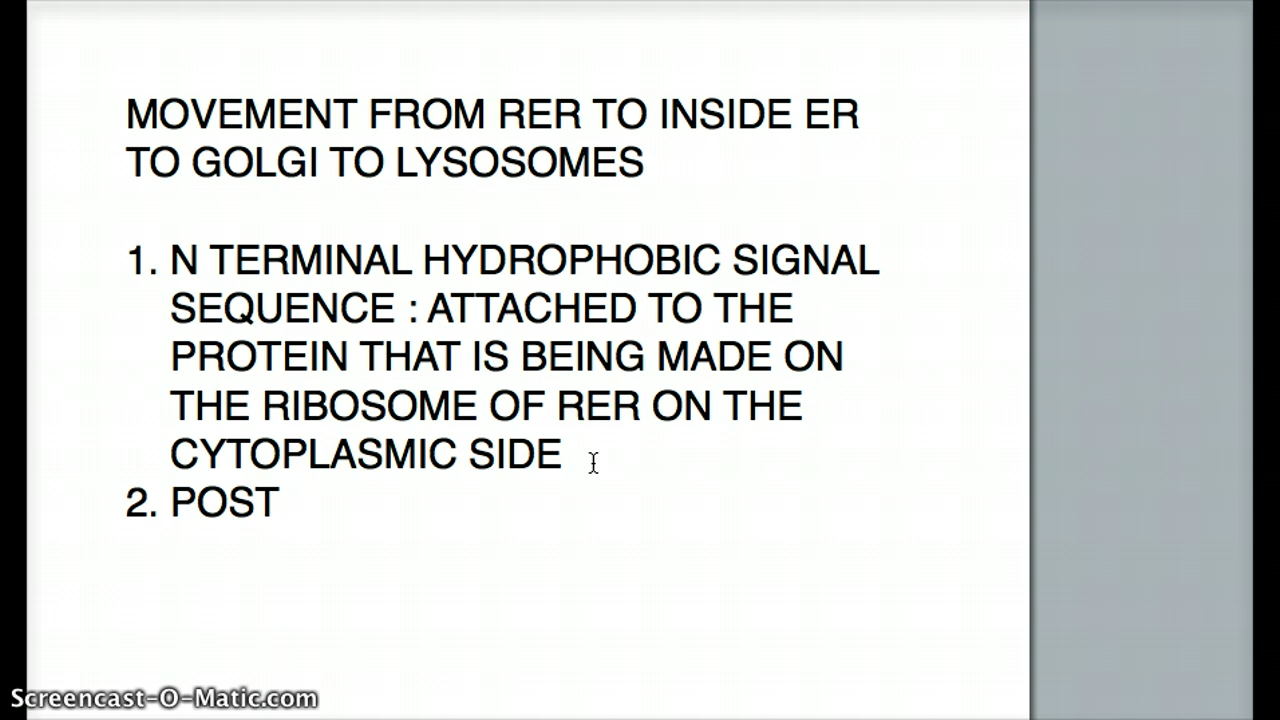 MOVEMENT FROM RER TO INSIDE ER
TO GOLGI TO LYSOSOMES
1. N TERMINAL HYDROPHOBIC SIGNAL
SEQUENCE : ATTACHED TO THE
PROTEIN THAT IS BEING MADE ON
THE RIBOSOME OF RER ON THE
CYTOPLASMIC SIDE
2. POST
Screencast-O-Matic.com